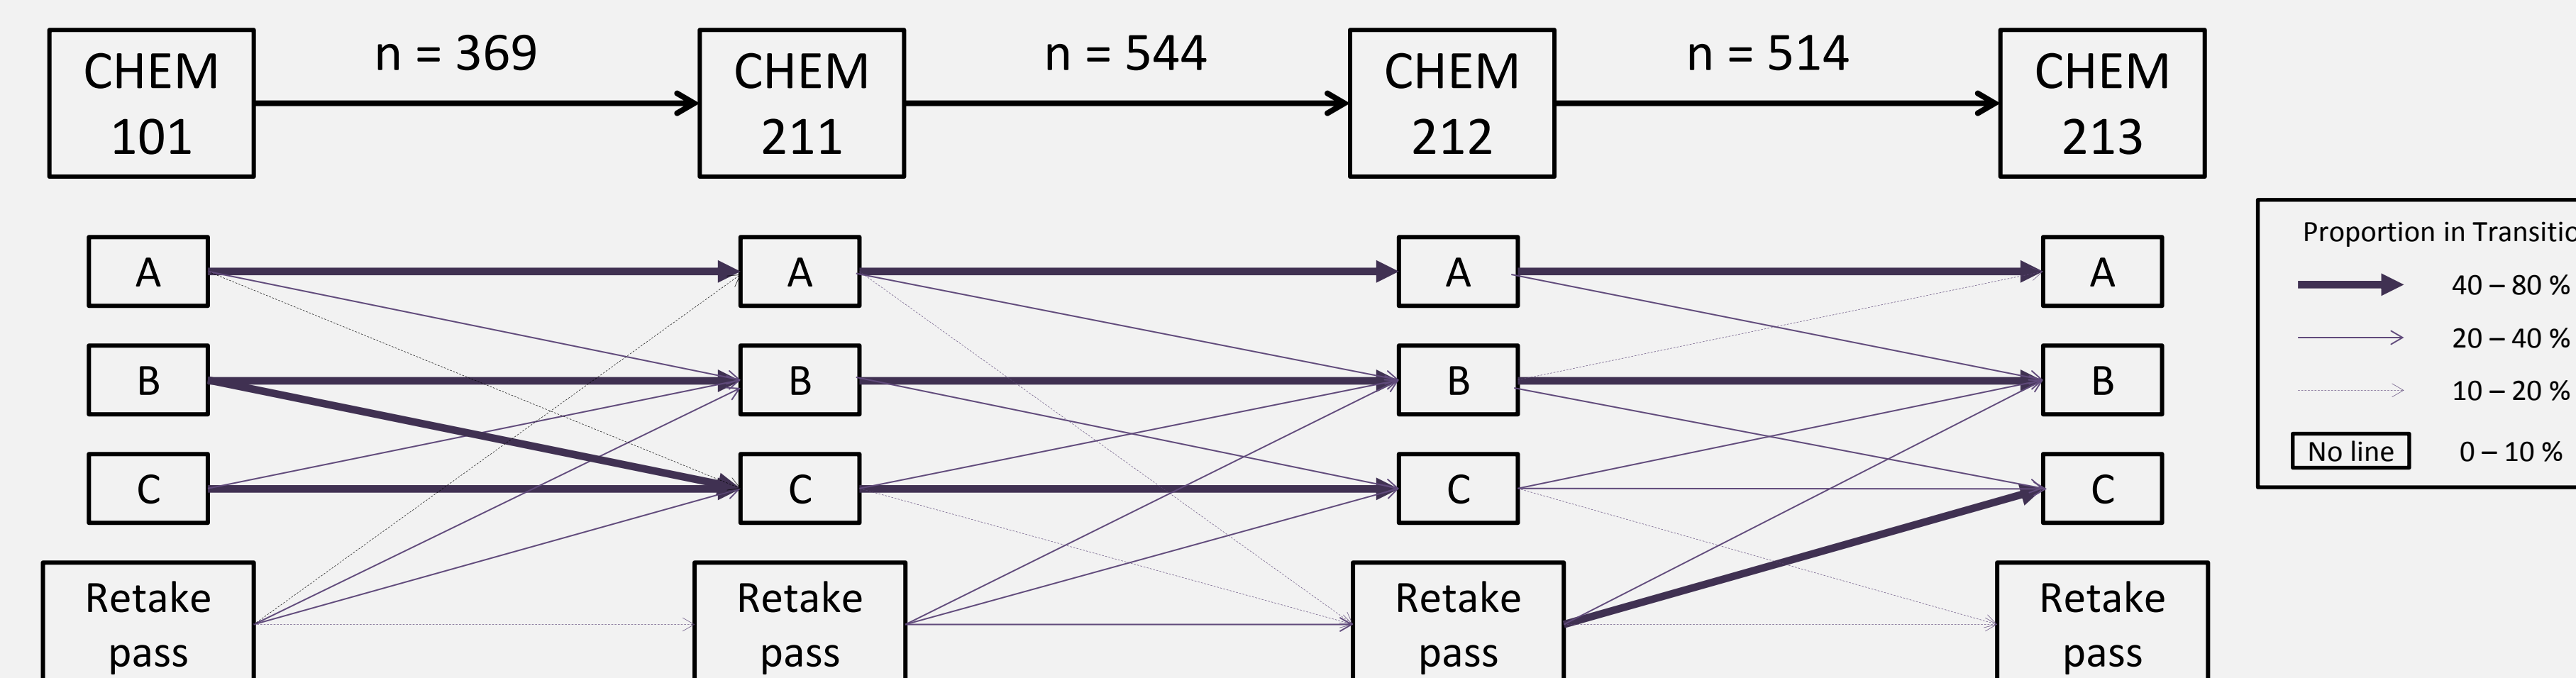 CHEM
101
n = 369
CHEM
211
n = 544
CHEM
212
n = 514
CHEM
213
A
A
A
A
B
B
B
B
C
C
C
C
Retake
pass
Retake
pass
Retake
pass
Retake
pass
Proportion in Transitio
40 – 80 %
20 – 40 %
10 – 20 %
No line
0 – 10 %